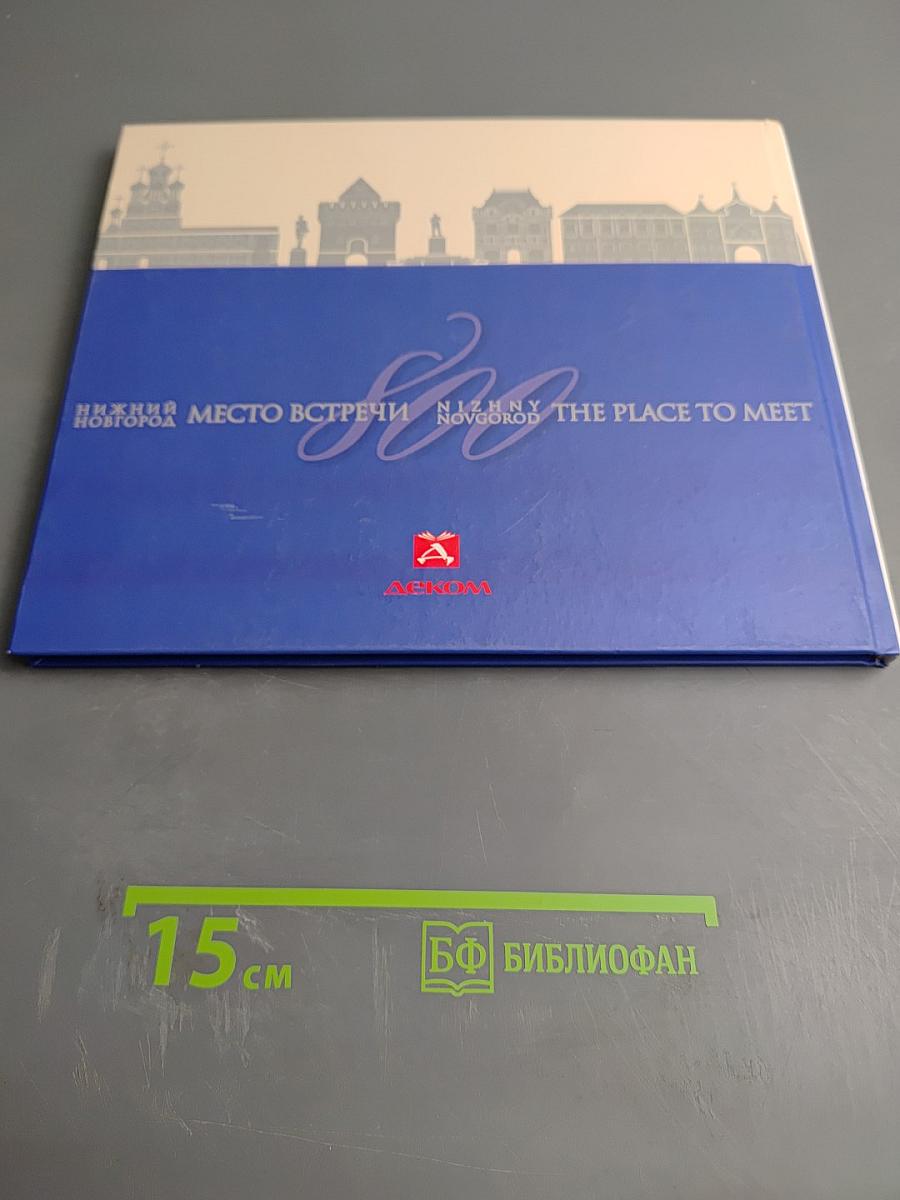 800
НИЖНИЙ
НОВГОРОД
МЕСТО ВСТРЕЧИ
NIZHNY
NOVGOROD
THE PLACE TO MEET
ДЕКОМ
15 см
БФ БИБЛИОФАН